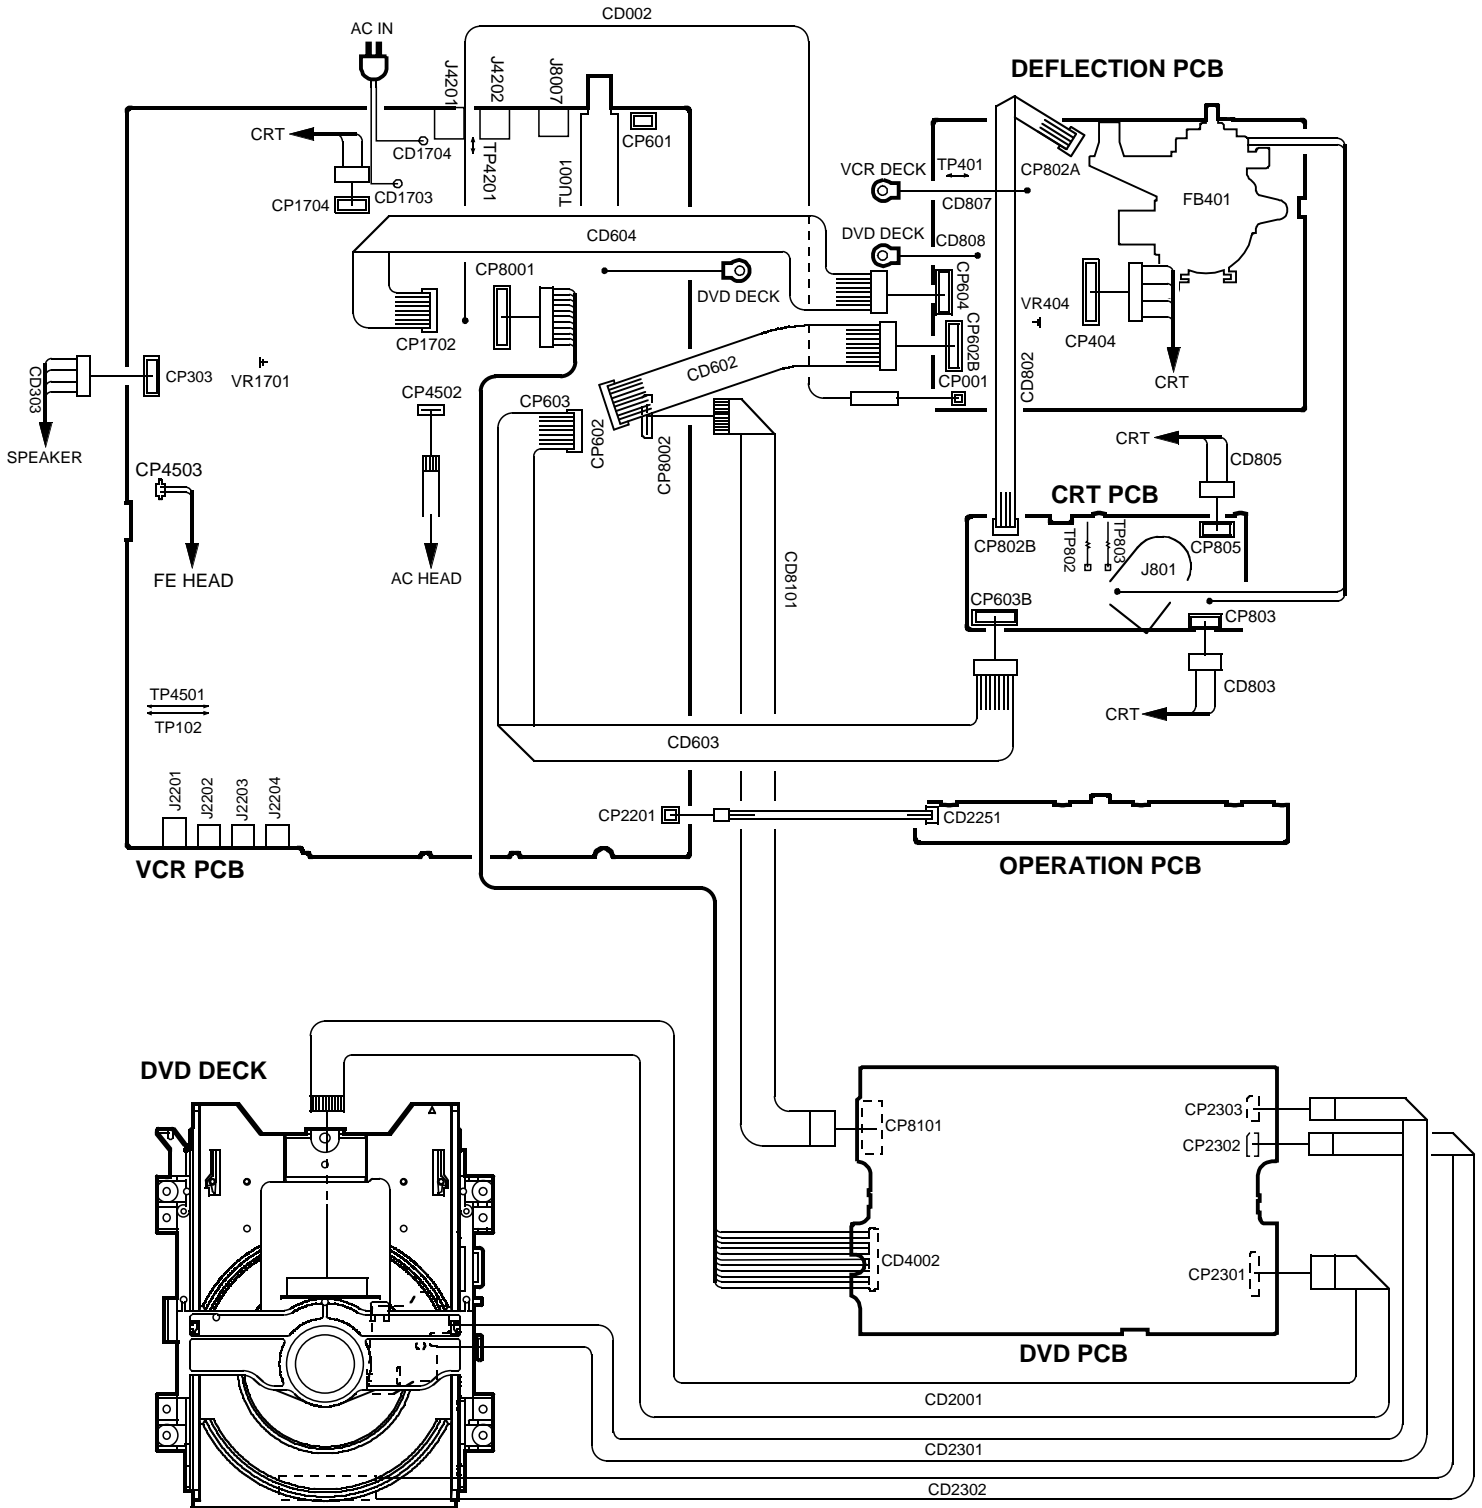 CD002
AC IN
DEFLECTION PCB
J4201
J4202
J8007
CRT
CD1704
TP4201
TU001
CP601
CP1704
CD1703
VCR DECK
TP401
CP802A
CD807
FB401
CD604
DVD DECK
CD808
CP8001
DVD DECK
CP604
VR404
CP1702
CP602B
CP404
CD802
CD303
CP303
VR1701
CD602
CP001
CRT
CP4502
CP603
CP602
CP8002
SPEAKER
CP4503
CRT
CD805
CRT PCB
CP802B
TP802
TP803
CP805
J801
FE HEAD
AC HEAD
CD8101
CP603B
CP803
CD803
TP4501
TP102
CRT
CD603
J2201
J2202
J2203
J2204
CP2201
CD2251
VCR PCB
OPERATION PCB
DVD DECK
CP8101
CP2303
CP2302
CD4002
CP2301
DVD PCB
CD2001
CD2301
CD2302